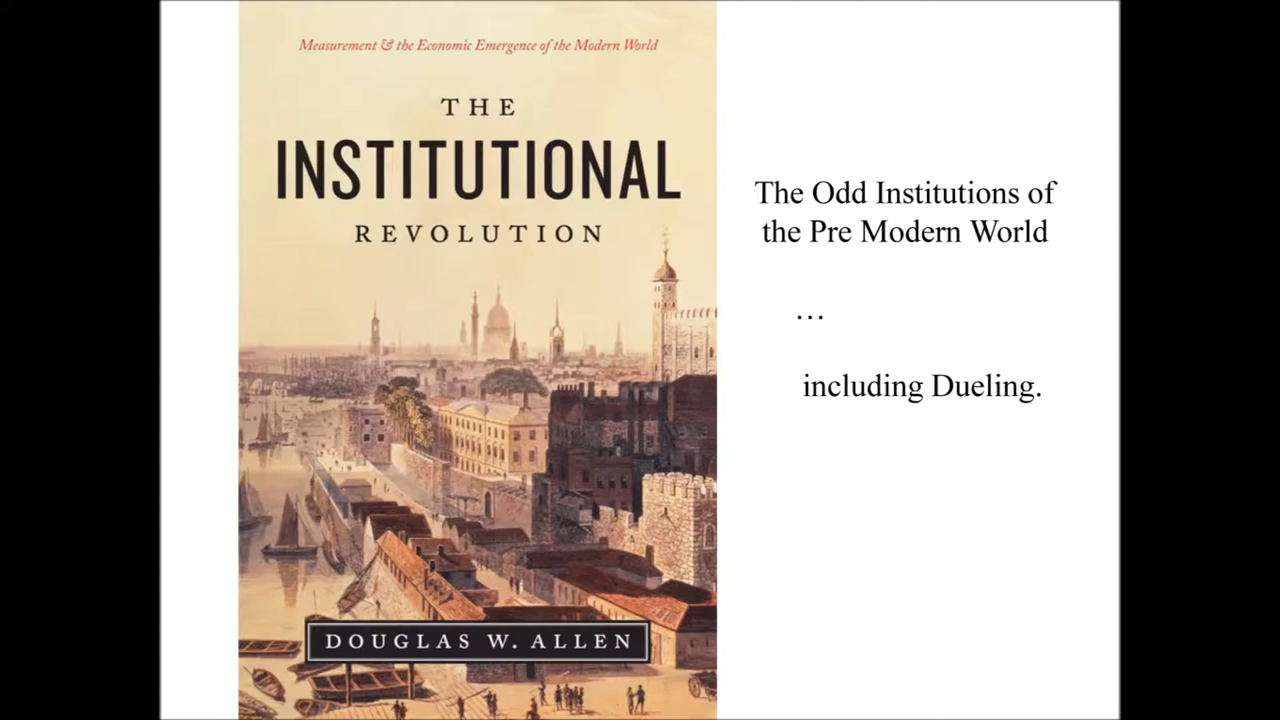 Measurement & the Economic Emergence of the Modern World
THE
INSTITUTIONAL
REVOLUTION
DOUGLAS W. ALLEN
The Odd Institutions of
the Pre Modern World
…
including Dueling.